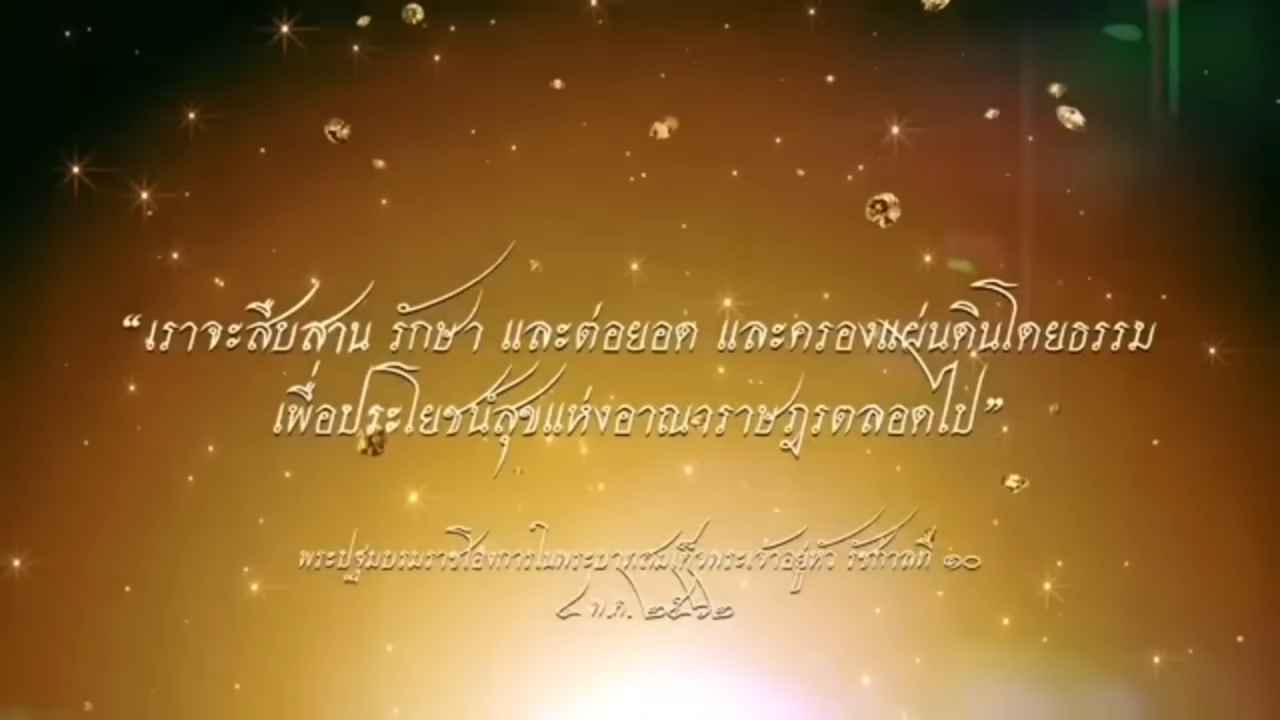 “เราจะสืบสาน รักษา และต่อยอด และครองแผ่นดินโดยธรรม
เพื่อประโยชน์สุขแห่งอาณาราษฎรตลอดไป”
พระปฐมบรมราชโองการในพระบาทสมเด็จพระเจ้าอยู่หัว รัชกาลที่ ๑๐
๔ พ.ค. ๒๕๖๒